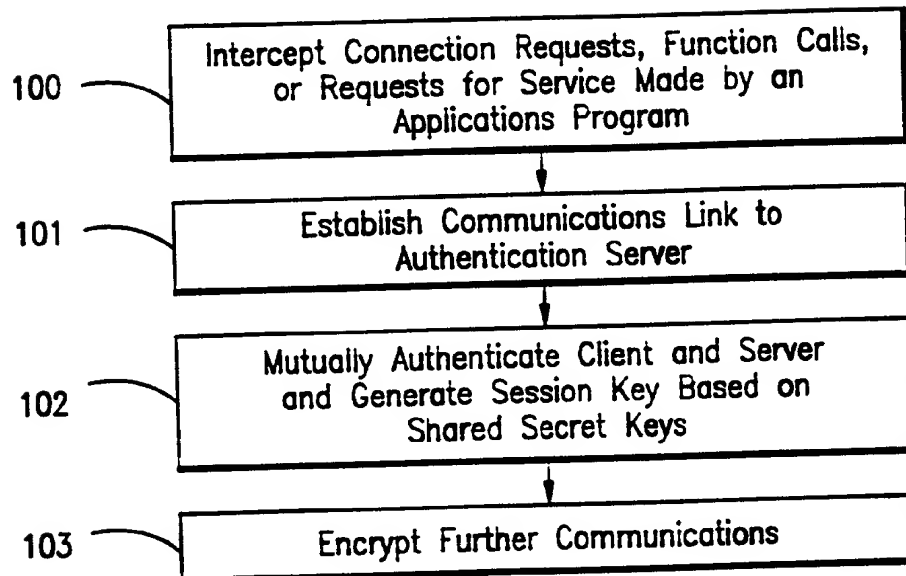 100
Intercept Connection Requests, Function Calls,
or Requests for Service Made by an
Applications Program
101
Establish Communications Link to
Authentication Server
102
Mutually Authenticate Client and Server
and Generate Session Key Based on
Shared Secret Keys
103
Encrypt Further Communications